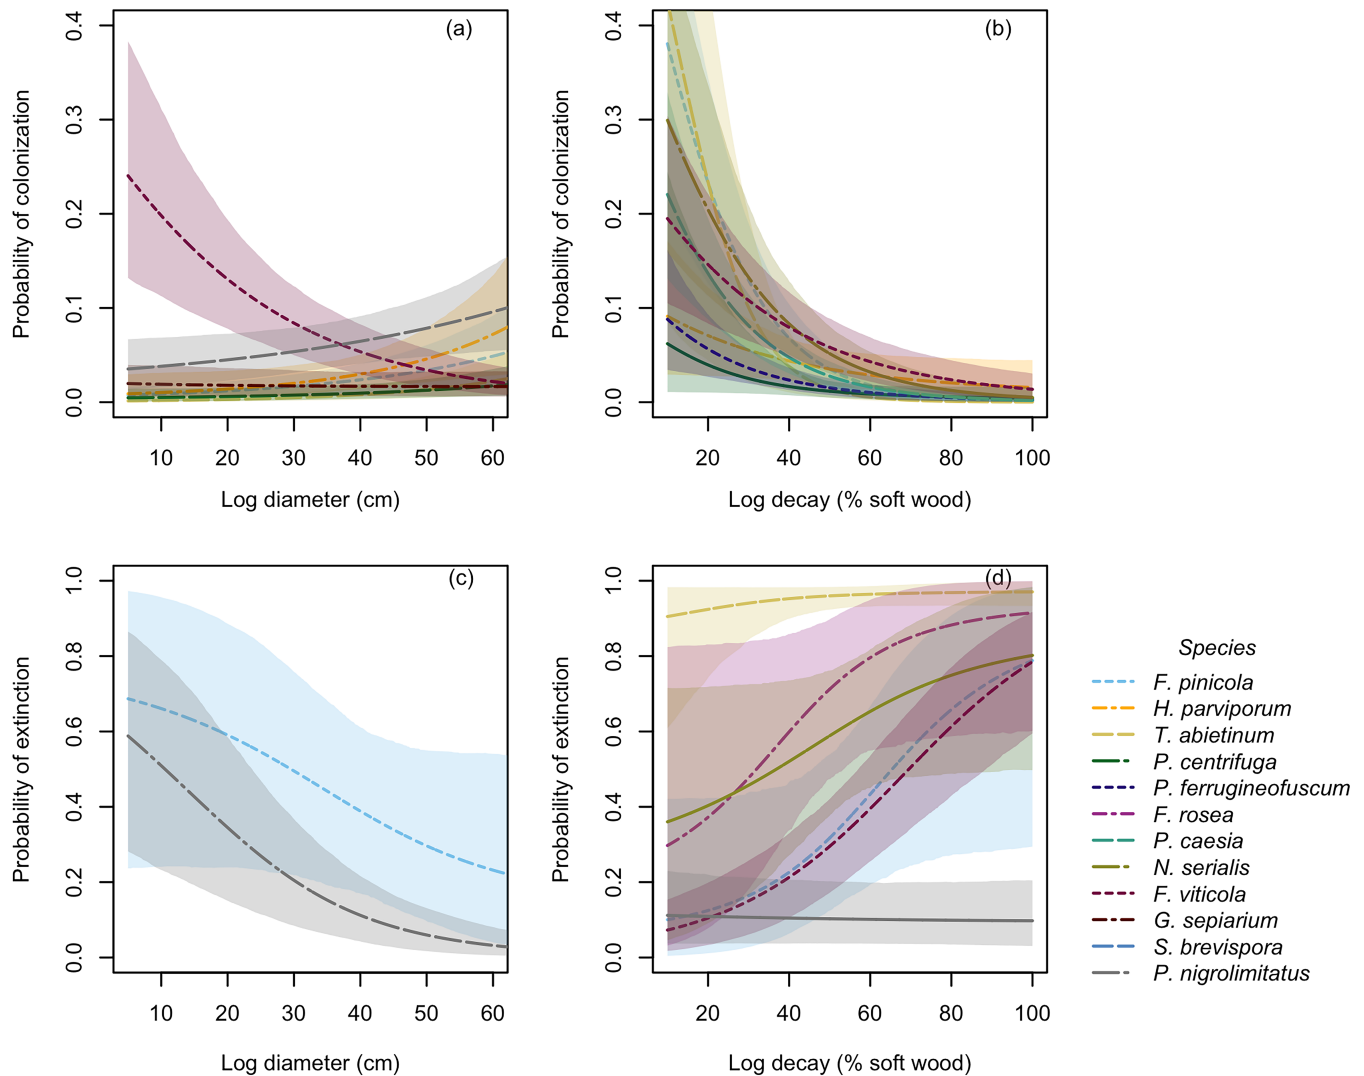 (a)
Probability of colonization
0.0 0.1 0.2 0.3 0.4
10 20 30 40 50 60
Log diameter (cm)
(b)
Probability of colonization
0.0 0.1 0.2 0.3 0.4
20 40 60 80 100
Log decay (% soft wood)
(c)
Probability of extinction
0.0 0.2 0.4 0.6 0.8 1.0
10 20 30 40 50 60
Log diameter (cm)
(d)
Probability of extinction
0.0 0.2 0.4 0.6 0.8 1.0
20 40 60 80 100
Log decay (% soft wood)
Species
F. pinicola
H. parviporum
T. abietinum
P. centrifuga
P. ferrugineofuscum
F. rosea
P. caesia
N. serialis
F. viticola
G. sepiarium
S. brevispora
P. nigrolimitatus